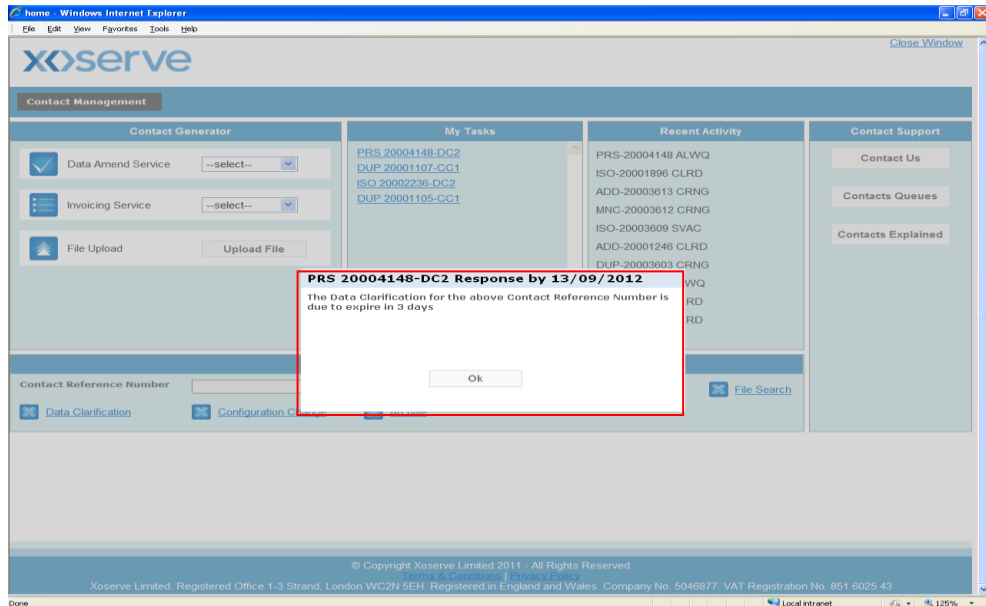 home - Windows Internet Explorer
File Edit View Favorites Tools Help
Close Window
xoserve
Contact Management
Contact Generator
Data Amend Service --select--
Invoicing Service --select--
File Upload Upload File
My Tasks
PRS 20004148-DC2
DUP 20001107-CC1
ISO 20002236-DC2
DUP 20001105-CC1
Recent Activity
PRS-20004148 ALWQ
ISO-20001896 CLRD
ADD-20003613 CRNG
MNC-20003612 CRNG
ISO-20003609 SVAC
ADD-20001246 CLRD
DUP-20003603 CRNG
WQ
RD
RD
Contact Support
Contact Us
Contacts Queues
Contacts Explained
PRS 20004148-DC2 Response by 13/09/2012
The Data Clarification for the above Contact Reference Number is
due to expire in 3 days
Ok
Contact Reference Number
File Search
Data Clarification Configuration Change
© Copyright Xoserve Limited 2011 - All Rights Reserved
Terms & Conditions | Privacy Policy
Xoserve Limited. Registered Office 1-3 Strand, London WC2N 5EH. Registered in England and Wales. Company No. 5046877. VAT Registration No. 851 6025 43
Done Local intranet 125%